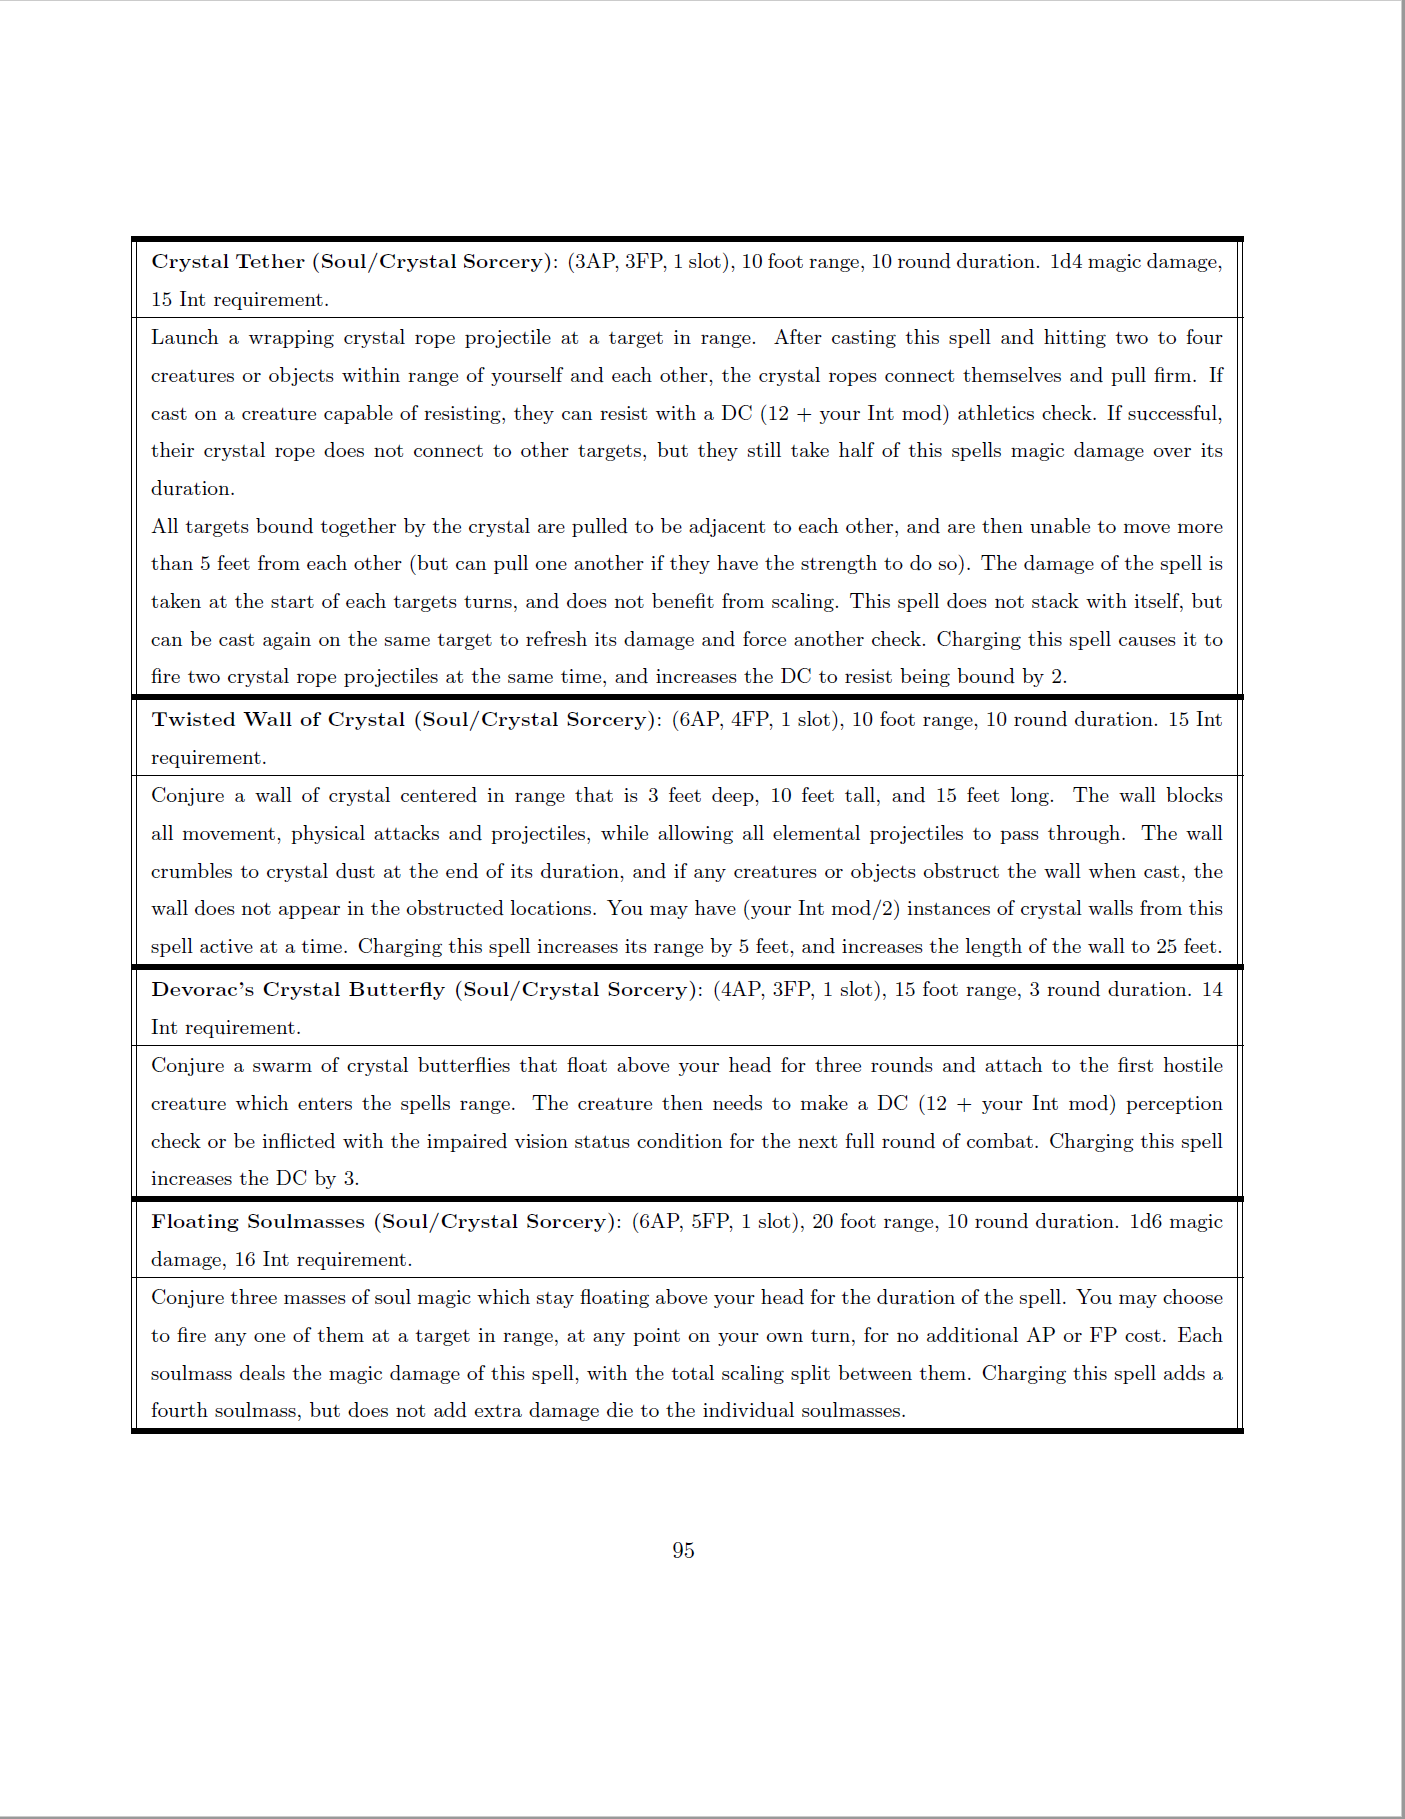 Crystal Tether (Soul/Crystal Sorcery): (3AP, 3FP, 1 slot), 10 foot range, 10 round duration. 1d4 magic damage,
15 Int requirement.
Launch a wrapping crystal rope projectile at a target in range. After casting this spell and hitting two to four
creatures or objects within range of yourself and each other, the crystal ropes connect themselves and pull firm. If
cast on a creature capable of resisting, they can resist with a DC (12 + your Int mod) athletics check. If successful,
their crystal rope does not connect to other targets, but they still take half of this spells magic damage over its
duration.
All targets bound together by the crystal are pulled to be adjacent to each other, and are then unable to move more
than 5 feet from each other (but can pull one another if they have the strength to do so). The damage of the spell is
taken at the start of each targets turns, and does not benefit from scaling. This spell does not stack with itself, but
can be cast again on the same target to refresh its damage and force another check. Charging this spell causes it to
fire two crystal rope projectiles at the same time, and increases the DC to resist being bound by 2.
Twisted Wall of Crystal (Soul/Crystal Sorcery): (6AP, 4FP, 1 slot), 10 foot range, 10 round duration. 15 Int
requirement.
Conjure a wall of crystal centered in range that is 3 feet deep, 10 feet tall, and 15 feet long. The wall blocks
all movement, physical attacks and projectiles, while allowing all elemental projectiles to pass through. The wall
crumbles to crystal dust at the end of its duration, and if any creatures or objects obstruct the wall when cast, the
wall does not appear in the obstructed locations. You may have (your Int mod/2) instances of crystal walls from this
spell active at a time. Charging this spell increases its range by 5 feet, and increases the length of the wall to 25 feet.
Devorac's Crystal Butterfly (Soul/Crystal Sorcery): (4AP, 3FP, 1 slot), 15 foot range, 3 round duration. 14
Int requirement.
Conjure a swarm of crystal butterflies that float above your head for three rounds and attach to the first hostile
creature which enters the spells range. The creature then needs to make a DC (12 + your Int mod) perception
check or be inflicted with the impaired vision status condition for the next full round of combat. Charging this spell
increases the DC by 3.
Floating Soulmasses (Soul/Crystal Sorcery): (6AP, 5FP, 1 slot), 20 foot range, 10 round duration. 1d6 magic
damage, 16 Int requirement.
Conjure three masses of soul magic which stay floating above your head for the duration of the spell. You may choose
to fire any one of them at a target in range, at any point on your own turn, for no additional AP or FP cost. Each
soulmass deals the magic damage of this spell, with the total scaling split between them. Charging this spell adds a
fourth soulmass, but does not add extra damage die to the individual soulmasses.
95